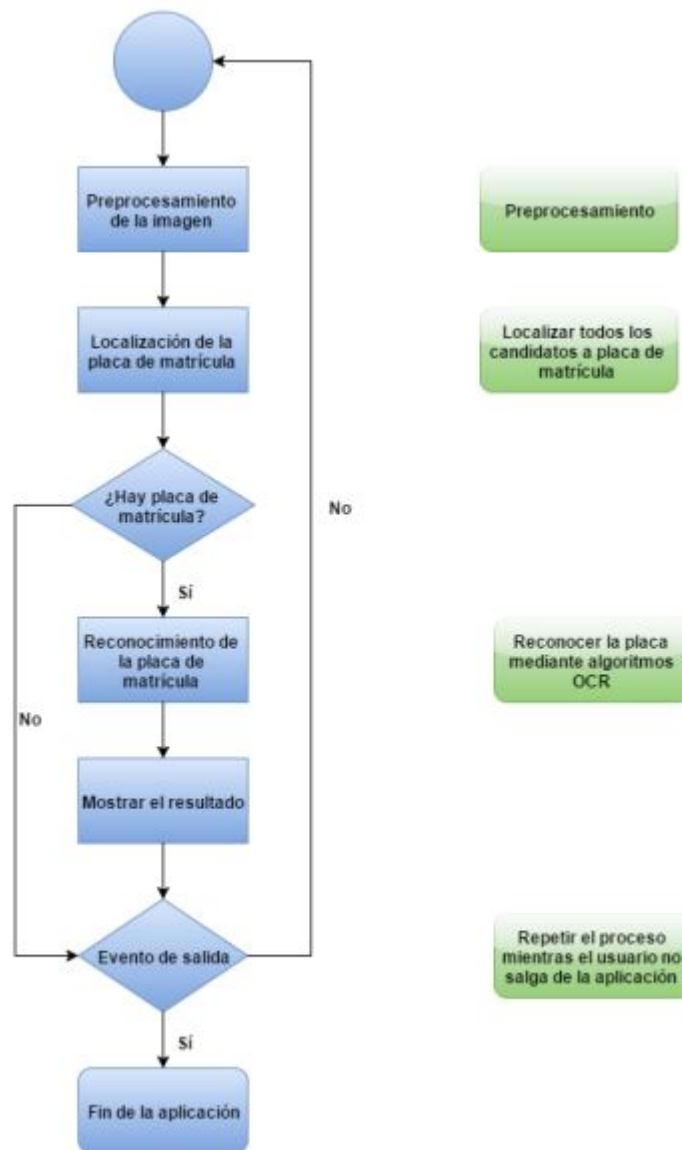 Preprocesamiento
de la imagen
Preprocesamiento
Localización de la
placa de matrícula
Localizar todos los
candidatos a placa de
matrícula
¿Hay placa de
matrícula?
No
Sí
Reconocimiento de
la placa de
matrícula
Reconocer la placa
mediante algoritmos
OCR
No
Mostrar el resultado
Evento de salida
Repetir el proceso
mientras el usuario no
salga de la aplicación
Sí
Fin de la aplicación